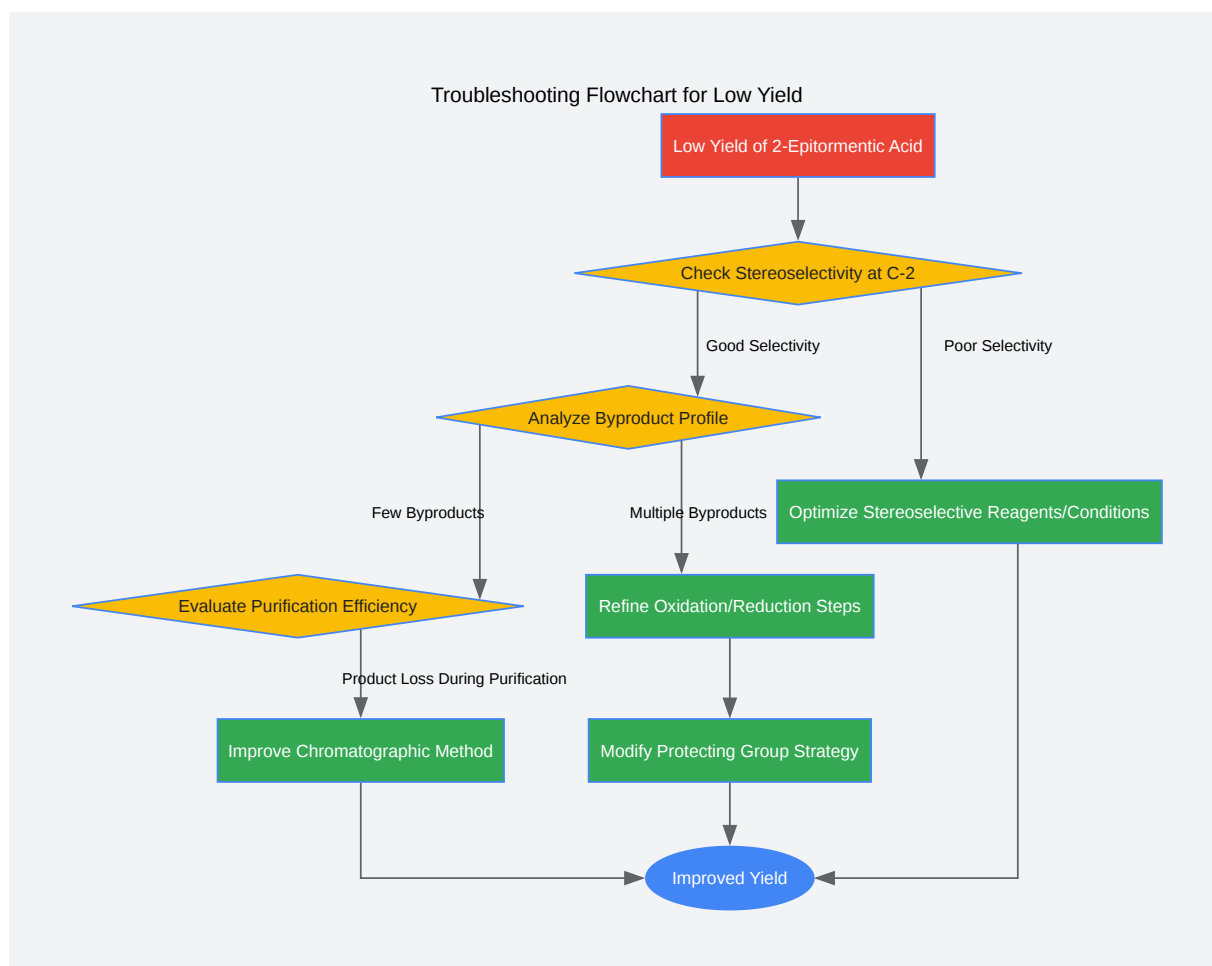 Troubleshooting Flowchart for Low Yield
Low Yield of 2-Epitormentic Acid
Check Stereoselectivity at C-2
Good Selectivity
Poor Selectivity
Analyze Byproduct Profile
Few Byproducts
Multiple Byproducts
Optimize Stereoselective Reagents/Conditions
Evaluate Purification Efficiency
Refine Oxidation/Reduction Steps
Product Loss During Purification
Improve Chromatographic Method
Modify Protecting Group Strategy
Improved Yield